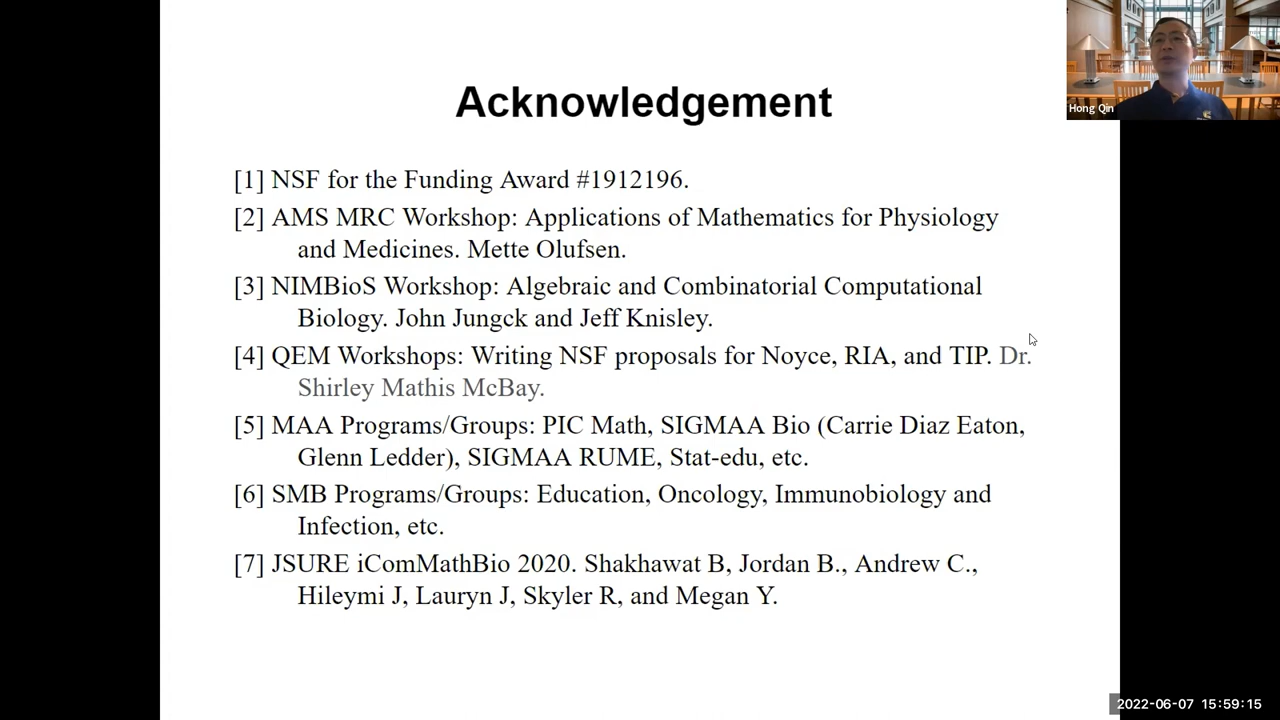 Acknowledgement
Hong Qin
[1] NSF for the Funding Award #1912196.
[2] AMS MRC Workshop: Applications of Mathematics for Physiology
and Medicines. Mette Olufsen.
[3] NIMBioS Workshop: Algebraic and Combinatorial Computational
Biology. John Jungck and Jeff Knisley.
[4] QEM Workshops: Writing NSF proposals for Noyce, RIA, and TIP. Dr.
Shirley Mathis McBay.
[5] MAA Programs/Groups: PIC Math, SIGMAA Bio (Carrie Diaz Eaton,
Glenn Ledder), SIGMAA RUME, Stat-edu, etc.
[6] SMB Programs/Groups: Education, Oncology, Immunobiology and
Infection, etc.
[7] JSURE iComMathBio 2020. Shakhawat B, Jordan B., Andrew C.,
Hileymi J, Lauryn J, Skyler R, and Megan Y.
2022-06-07 15:59:15